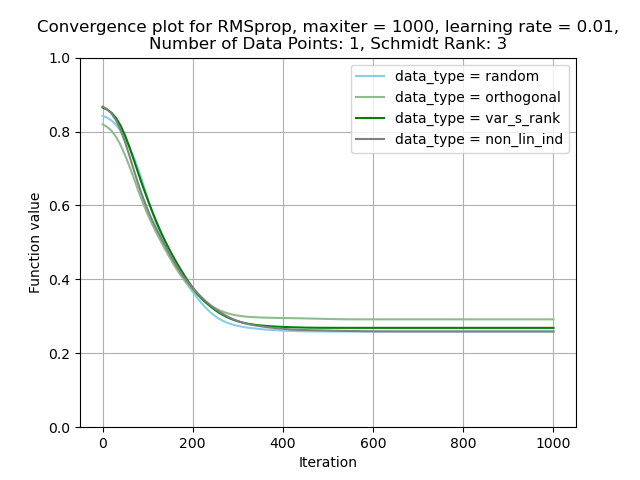 Convergence plot for RMSprop, maxiter = 1000, learning rate = 0.01,
Number of Data Points: 1, Schmidt Rank: 3
data_type = random
data_type = orthogonal
data_type = var_s_rank
data_type = non_lin_ind
Function value
1.0
0.8
0.6
0.4
0.2
0.0
0 200 400 600 800 1000
Iteration